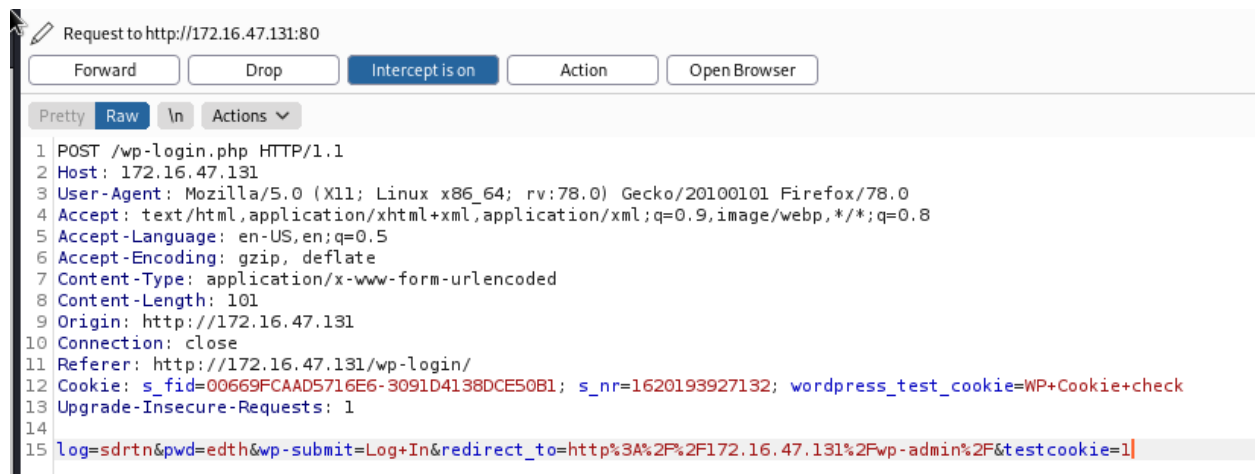 Request to http://172.16.47.131:80
Forward Drop Intercept is on Action Open Browser
Pretty Raw \n Actions
1 POST /wp-login.php HTTP/1.1
2 Host: 172.16.47.131
3 User-Agent: Mozilla/5.0 (X11; Linux x86_64; rv:78.0) Gecko/20100101 Firefox/78.0
4 Accept: text/html,application/xhtml+xml,application/xml;q=0.9,image/webp,*/*;q=0.8
5 Accept-Language: en-US,en;q=0.5
6 Accept-Encoding: gzip, deflate
7 Content-Type: application/x-www-form-urlencoded
8 Content-Length: 101
9 Origin: http://172.16.47.131
10 Connection: close
11 Referer: http://172.16.47.131/wp-login/
12 Cookie: s_fid=00669FCAAD5716E6-3091D4138DCE50B1; s_nr=1620193927132; wordpress_test_cookie=WP+Cookie+check
13 Upgrade-Insecure-Requests: 1
14
15 log=sdrtn&pwd=edth&wp-submit=Log+In&redirect_to=http%3A%2F%2F172.16.47.131%2Fwp-admin%2F&testcookie=1